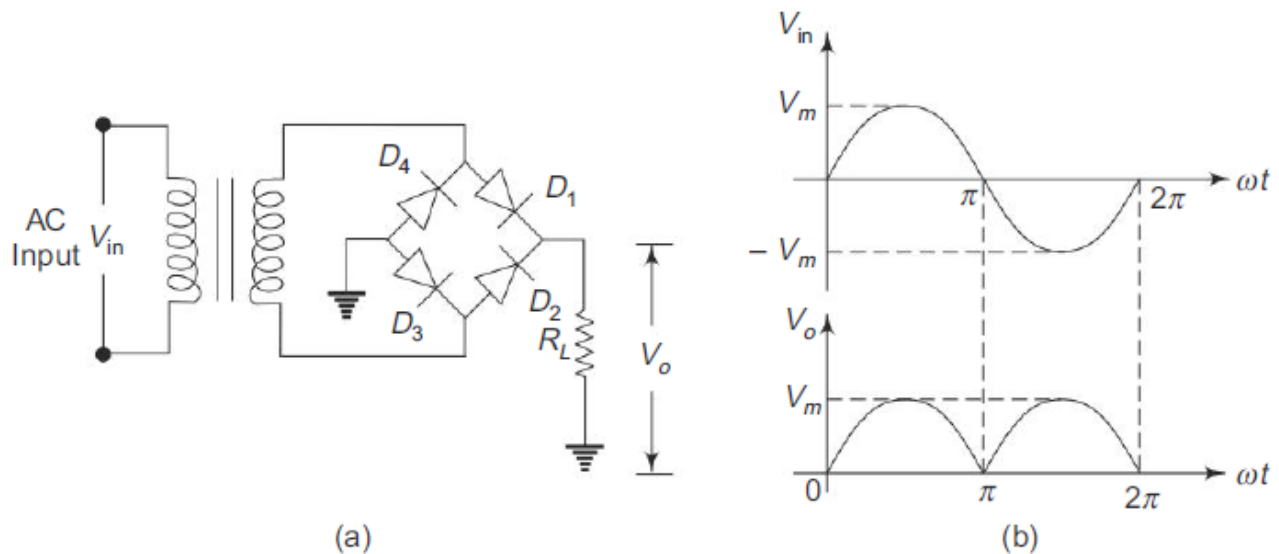 AC
Input
V_in
D_4
D_1
D_3
D_2
R_L
V_o
(a)
V_in
V_m
π
2π
ωt
– V_m
V_o
V_m
0
π
2π
ωt
(b)